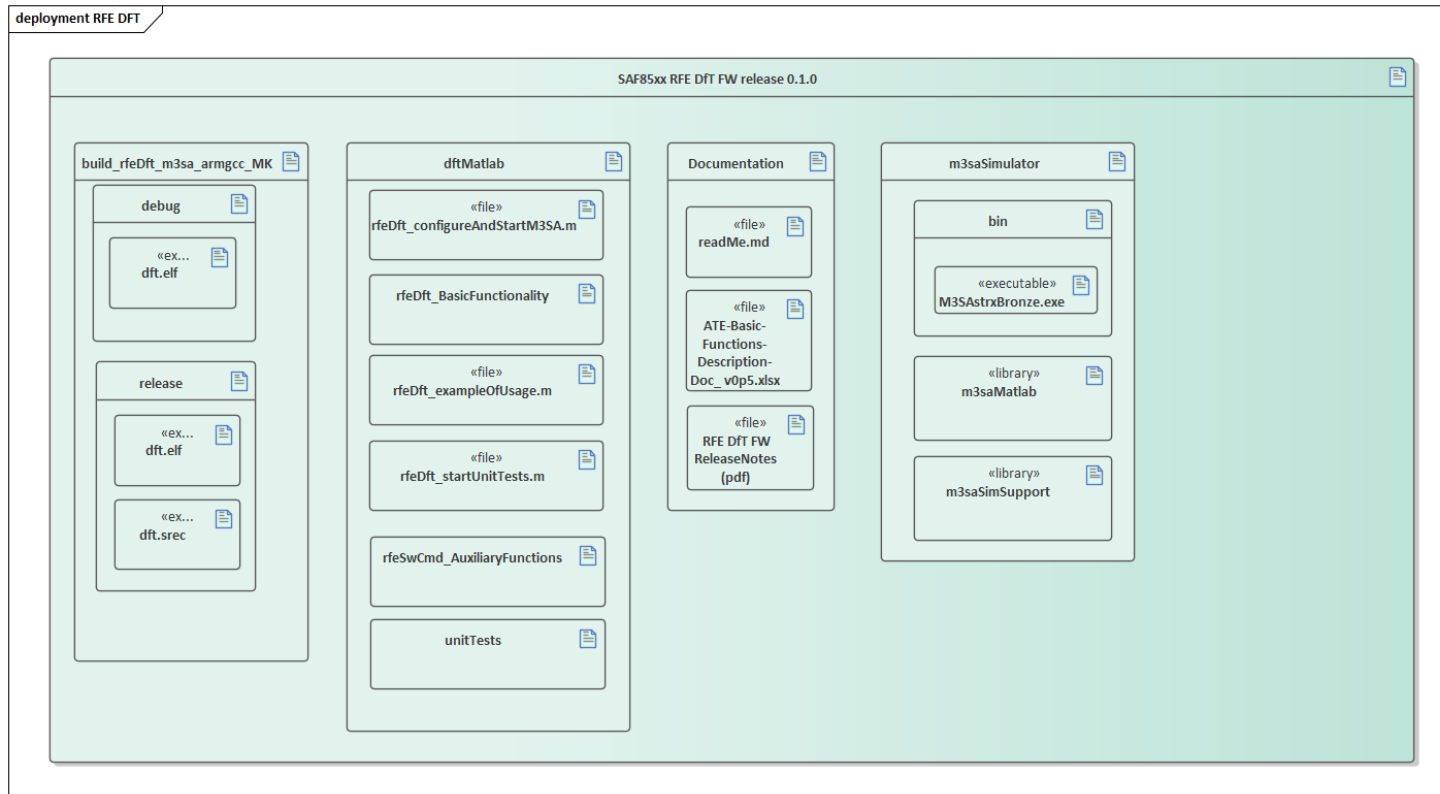 deployment RFE DFT
SAF85xx RFE DfT FW release 0.1.0
build_rfeDft_m3sa_armgcc_MK
debug
«ex...
dft.elf
release
«ex...
dft.elf
«ex...
dft.srec
dftMatlab
«file»
rfeDft_configureAndStartM3SA.m
rfeDft_BasicFunctionality
«file»
rfeDft_exampleOfUsage.m
«file»
rfeDft_startUnitTests.m
rfeSwCmd_AuxiliaryFunctions
unitTests
Documentation
«file»
readMe.md
«file»
ATE-Basic-
Functions-
Description-
Doc_ v0p5.xlsx
«file»
RFE DfT FW
ReleaseNotes
(pdf)
m3saSimulator
bin
«executable»
M3SAstrxBronze.exe
«library»
m3saMatlab
«library»
m3saSimSupport